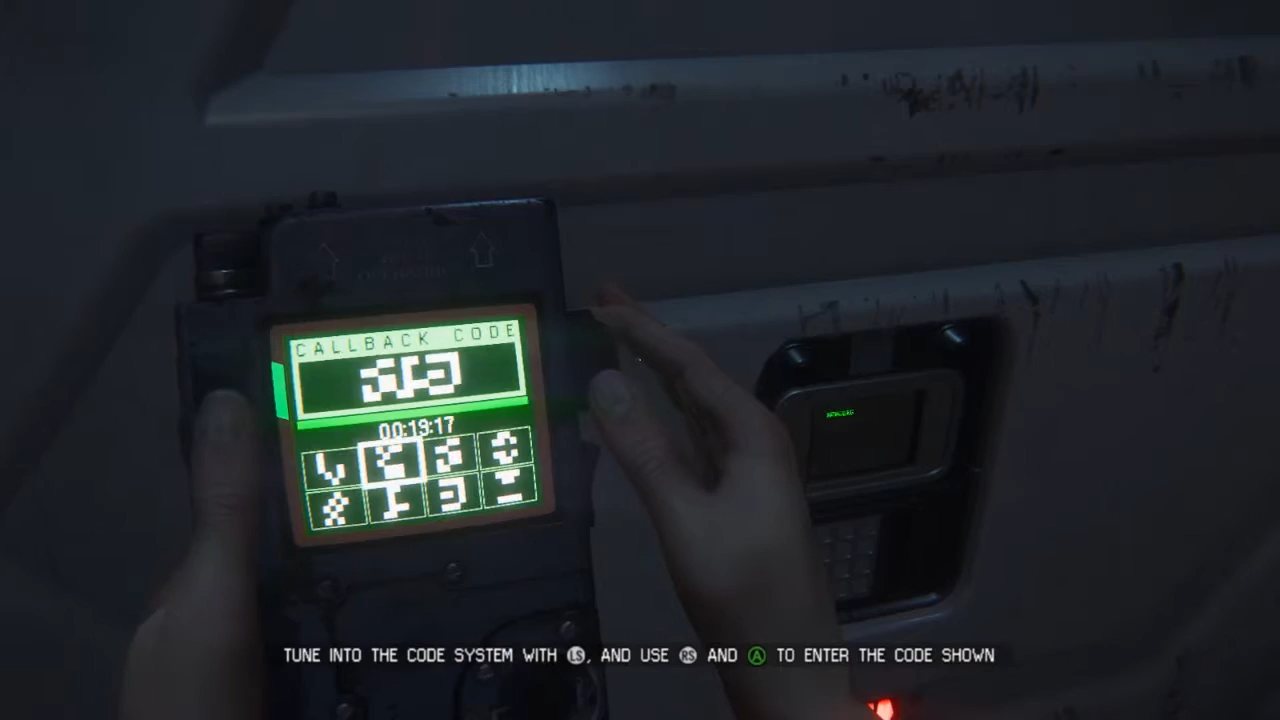 CALLBACK CODE
00:19:17
TUNE INTO THE CODE SYSTEM WITH LS, AND USE RS AND A TO ENTER THE CODE SHOWN